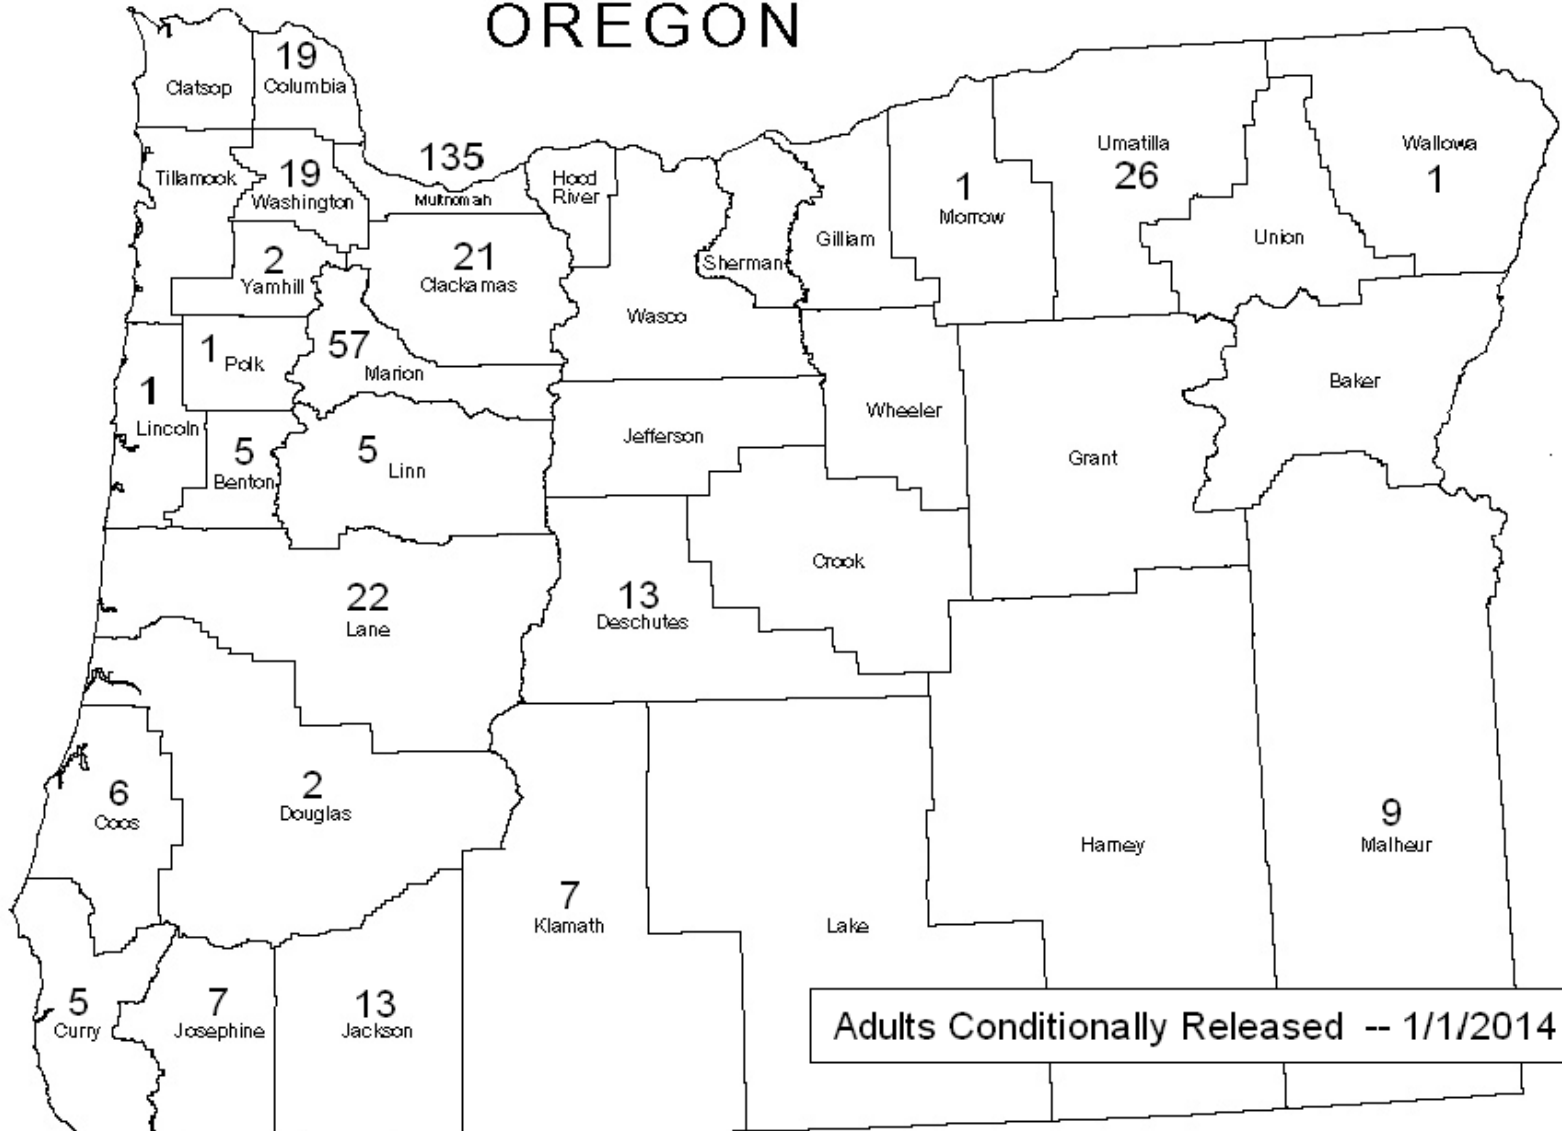 OREGON
Clatsop
19
Columbia
Tillamook
19
Washington
135
Multnomah
Hood
River
Sherman
Gilliam
1
Morrow
Umatilla
26
Union
Wallowa
1
2
Yamhill
21
Clackamas
Wasco
1 Polk
57
Marion
1
Lincoln
5
Benton
5 Linn
Jefferson
Wheeler
Grant
Baker
22
Lane
13
Deschutes
Crook
6
Coos
2
Douglas
7
Klamath
Lake
Harney
9
Malheur
5
Curry
7
Josephine
13
Jackson
Adults Conditionally Released -- 1/1/2014